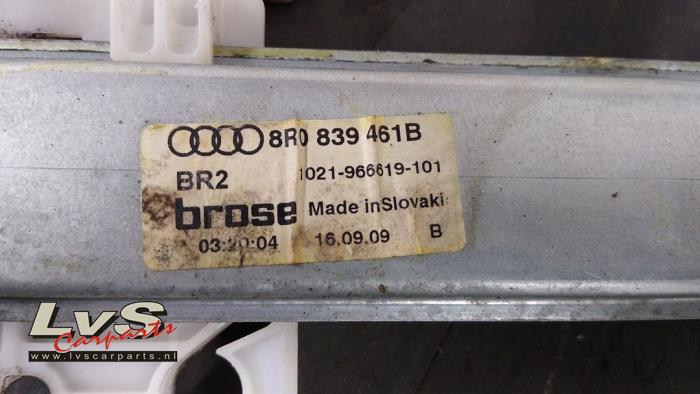 8R0 839 461B
BR2 1021-966619-101
brose Made inSlovaki
03:20:04 16.09.09 B
LvS
Carparts
www.lvscarparts.nl